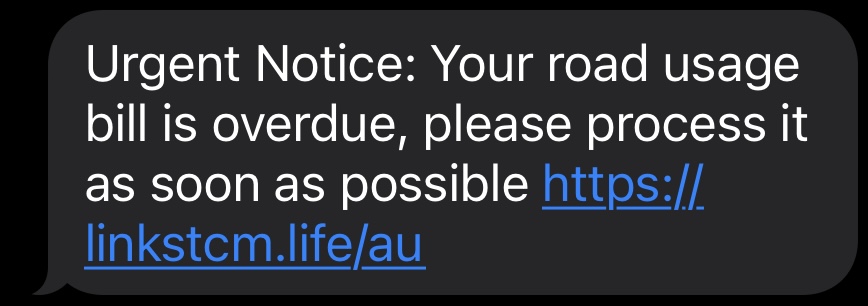 Urgent Notice: Your road usage
bill is overdue, please process it
as soon as possible https://
linkstcm.life/au